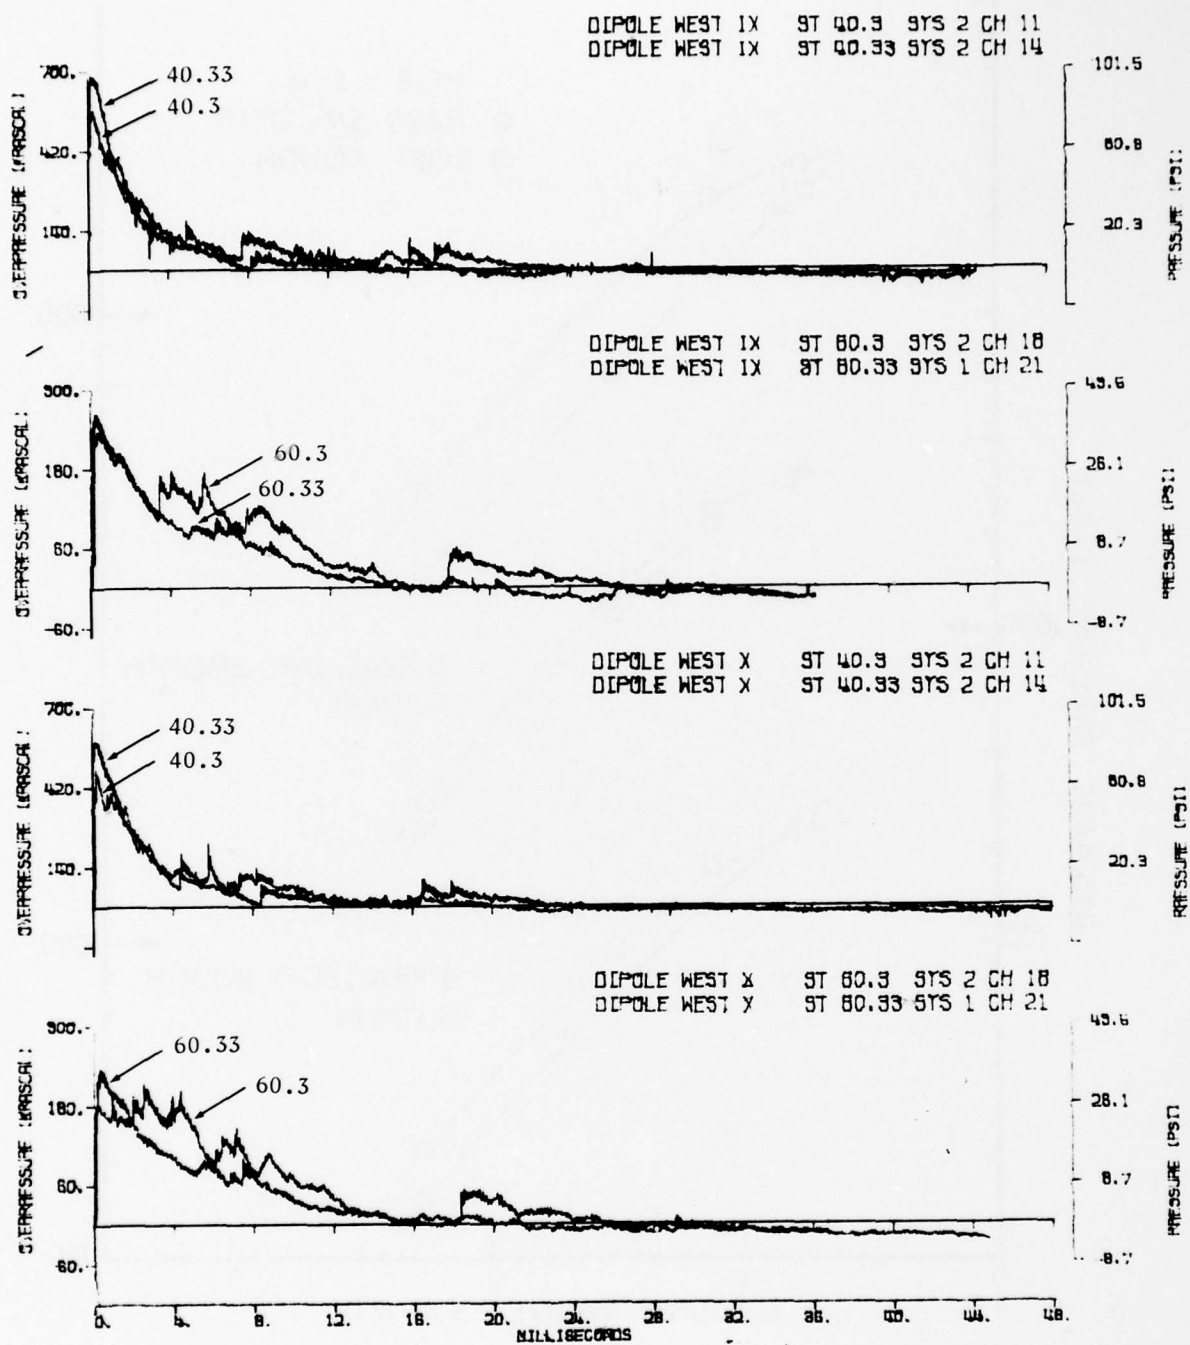 DIPOLE WEST IX ST 40.3 SYS 2 CH 11
DIPOLE WEST IX ST 40.33 SYS 2 CH 14
700.
420.
140.
OVERPRESSURE (KPASCAL)
40.33
40.3
101.5
60.8
20.3
PRESSURE (PSI)
DIPOLE WEST IX ST 60.3 SYS 2 CH 18
DIPOLE WEST IX ST 60.33 SYS 1 CH 21
300.
180.
60.
-60.
OVERPRESSURE (KPASCAL)
60.3
60.33
43.5
26.1
8.7
-8.7
PRESSURE (PSI)
DIPOLE WEST X ST 40.3 SYS 2 CH 11
DIPOLE WEST X ST 40.33 SYS 2 CH 14
700.
420.
140.
OVERPRESSURE (KPASCAL)
40.33
40.3
101.5
60.8
20.3
PRESSURE (PSI)
DIPOLE WEST X ST 60.3 SYS 2 CH 18
DIPOLE WEST X ST 60.33 SYS 1 CH 21
300.
180.
60.
-60.
OVERPRESSURE (KPASCAL)
60.33
60.3
43.5
26.1
8.7
-8.7
PRESSURE (PSI)
0. 4. 8. 12. 16. 20. 24. 28. 32. 36. 40. 44. 48.
MILLISECONDS